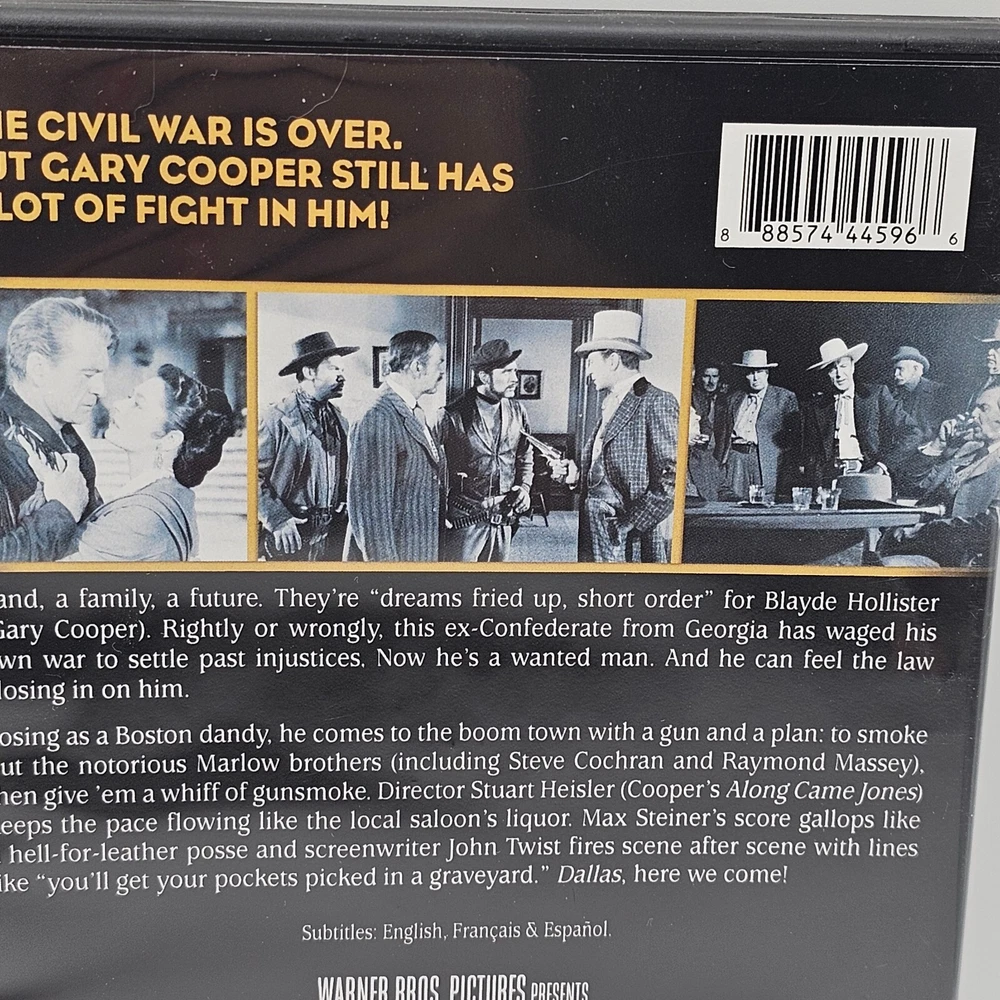 HE CIVIL WAR IS OVER.
UT GARY COOPER STILL HAS
LOT OF FIGHT IN HIM!
8 88574 44596 6
and, a family, a future. They're “dreams fried up, short order” for Blayde Hollister
Gary Cooper). Rightly or wrongly, this ex-Confederate from Georgia has waged his
wn war to settle past injustices. Now he's a wanted man. And he can feel the law
losing in on him.
osing as a Boston dandy, he comes to the boom town with a gun and a plan: to smoke
ut the notorious Marlow brothers (including Steve Cochran and Raymond Massey),
hen give 'em a whiff of gunsmoke. Director Stuart Heisler (Cooper's Along Came Jones)
eeps the pace flowing like the local saloon's liquor. Max Steiner's score gallops like
hell-for-leather posse and screenwriter John Twist fires scene after scene with lines
ike “you'll get your pockets picked in a graveyard.” Dallas, here we come!
Subtitles: English, Français & Español.
WARNER BROS. PICTURES PRESENTS